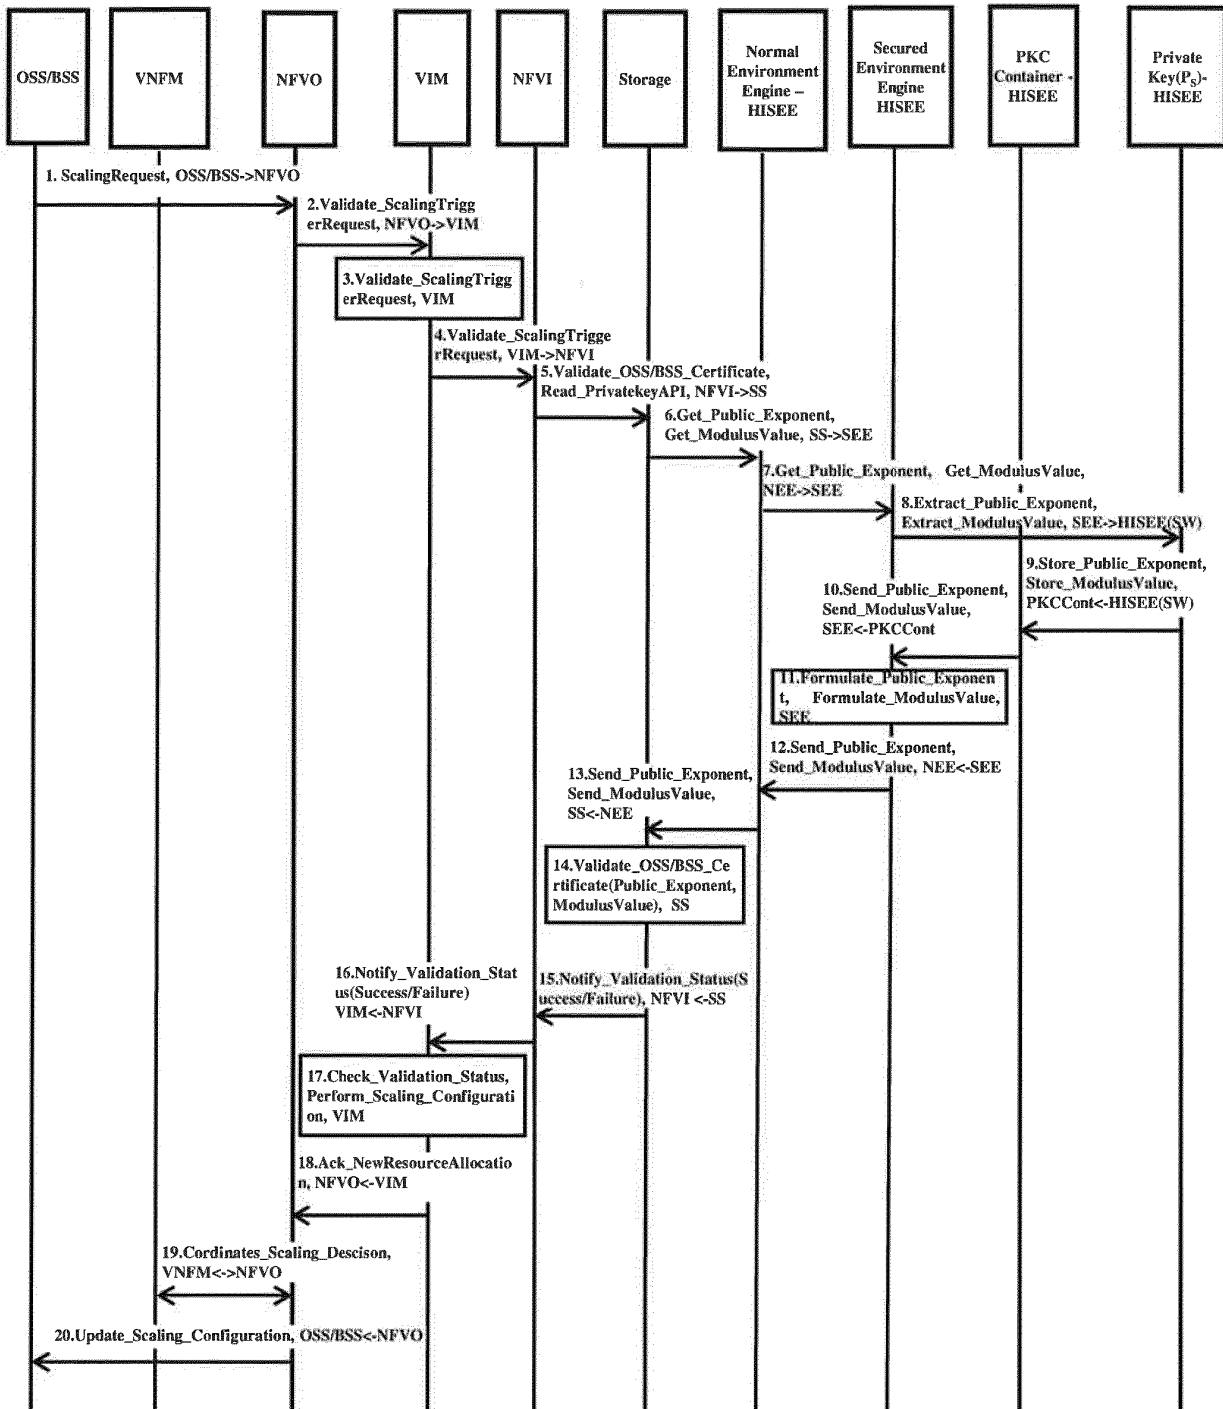 OSS/BSS
VNFM
NFVO
VIM
NFVI
Storage
Normal
Environment
Engine –
HISEE
Secured
Environment
Engine
HISEE
PKC
Container -
HISEE
Private
Key(PS)-
HISEE
1. ScalingRequest, OSS/BSS->NFVO
2.Validate_ScalingTrigg
erRequest, NFVO->VIM
3.Validate_ScalingTrigg
erRequest, VIM
4.Validate_ScalingTrigge
rRequest, VIM->NFVI
5.Validate_OSS/BSS_Certificate,
Read_PrivatekeyAPI, NFVI->SS
6.Get_Public_Exponent,
Get_ModulusValue, SS->SEE
7.Get_Public_Exponent, Get_ModulusValue,
NEE->SEE
8.Extract_Public_Exponent,
Extract_ModulusValue, SEE->HISEE(SW)
9.Store_Public_Exponent,
Store_ModulusValue,
PKCCont<-HISEE(SW)
10.Send_Public_Exponent,
Send_ModulusValue,
SEE<-PKCCont
11.Formulate_Public_Exponen
t, Formulate_ModulusValue,
SEE
12.Send_Public_Exponent,
Send_ModulusValue, NEE<-SEE
13.Send_Public_Exponent,
Send_ModulusValue,
SS<-NEE
14.Validate_OSS/BSS_Ce
rtificate(Public_Exponent,
ModulusValue), SS
15.Notify_Validation_Status(S
uccess/Failure), NFVI <-SS
16.Notify_Validation_Stat
us(Success/Failure)
VIM<-NFVI
17.Check_Validation_Status,
Perform_Scaling_Configurati
on, VIM
18.Ack_NewResourceAllocatio
n, NFVO<-VIM
19.Cordinates_Scaling_Descison,
VNFM<->NFVO
20.Update_Scaling_Configuration, OSS/BSS<-NFVO